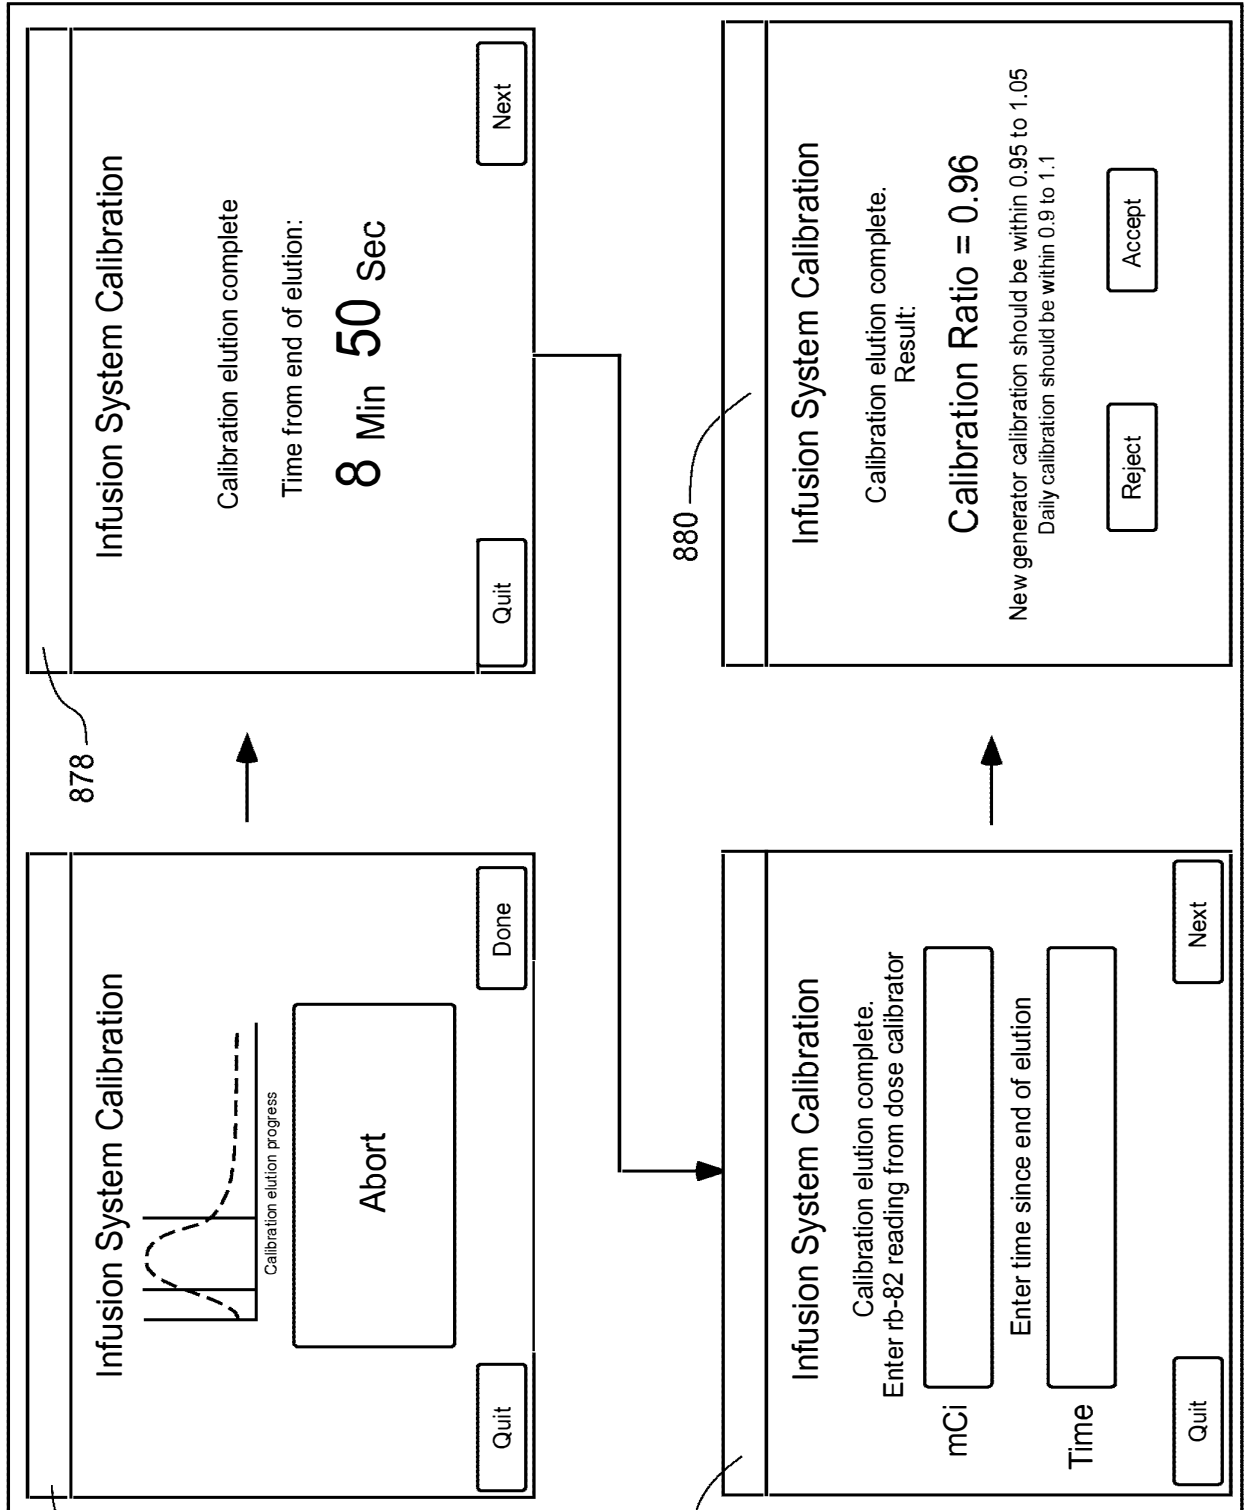 Infusion System Calibration
Calibration elution progress
Abort
Quit
Done
878
Infusion System Calibration
Calibration elution complete
Time from end of elution:
8 Min 50 Sec
Quit
Next
Infusion System Calibration
Calibration elution complete.
Enter rb-82 reading from dose calibrator
mCi
Enter time since end of elution
Time
Quit
Next
880
Infusion System Calibration
Calibration elution complete.
Result:
Calibration Ratio = 0.96
New generator calibration should be within 0.95 to 1.05
Daily calibration should be within 0.9 to 1.1
Reject
Accept